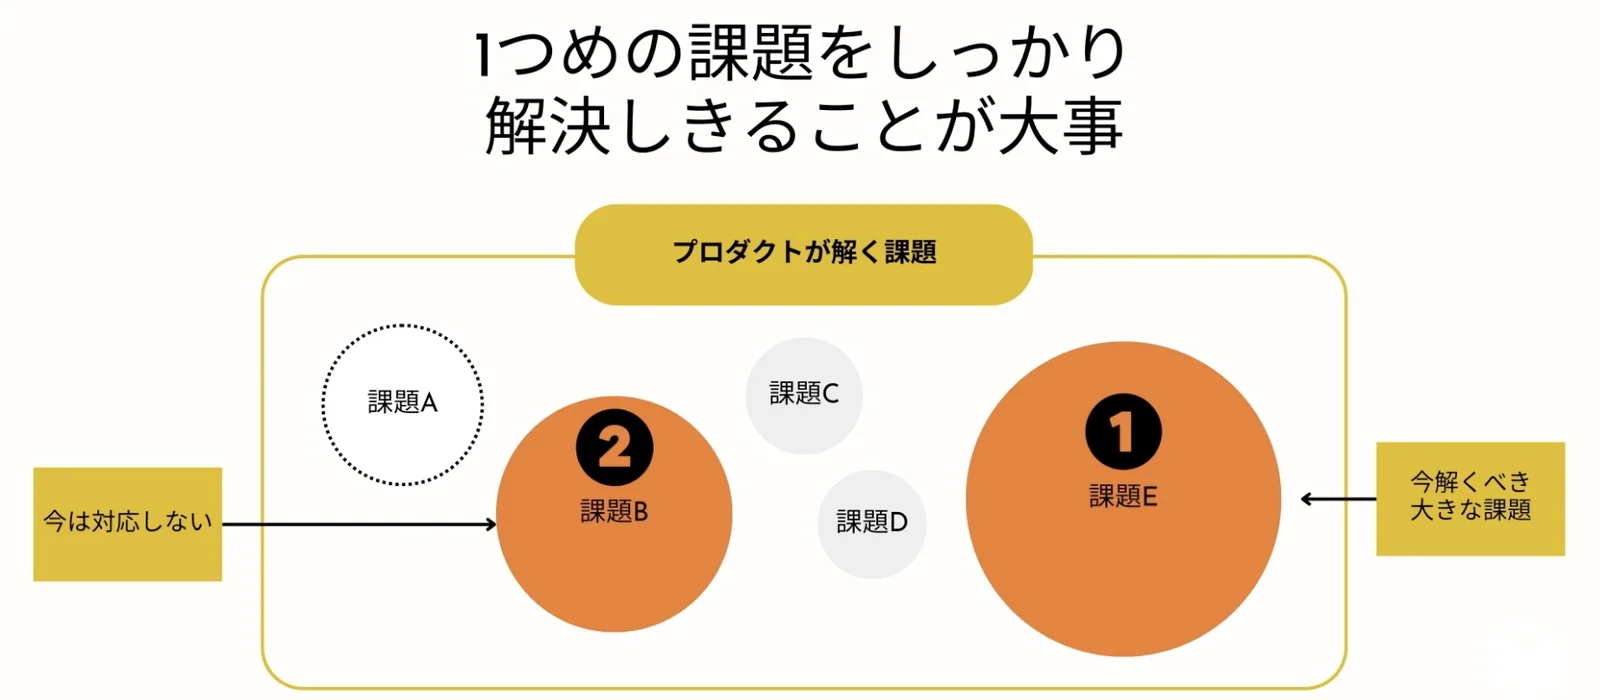 1つめの課題をしっかり
解決しきることが大事
プロダクトが解く課題
課題A
2
課題B
課題C
課題D
1
課題E
今は対応しない
今解くべき
大きな課題